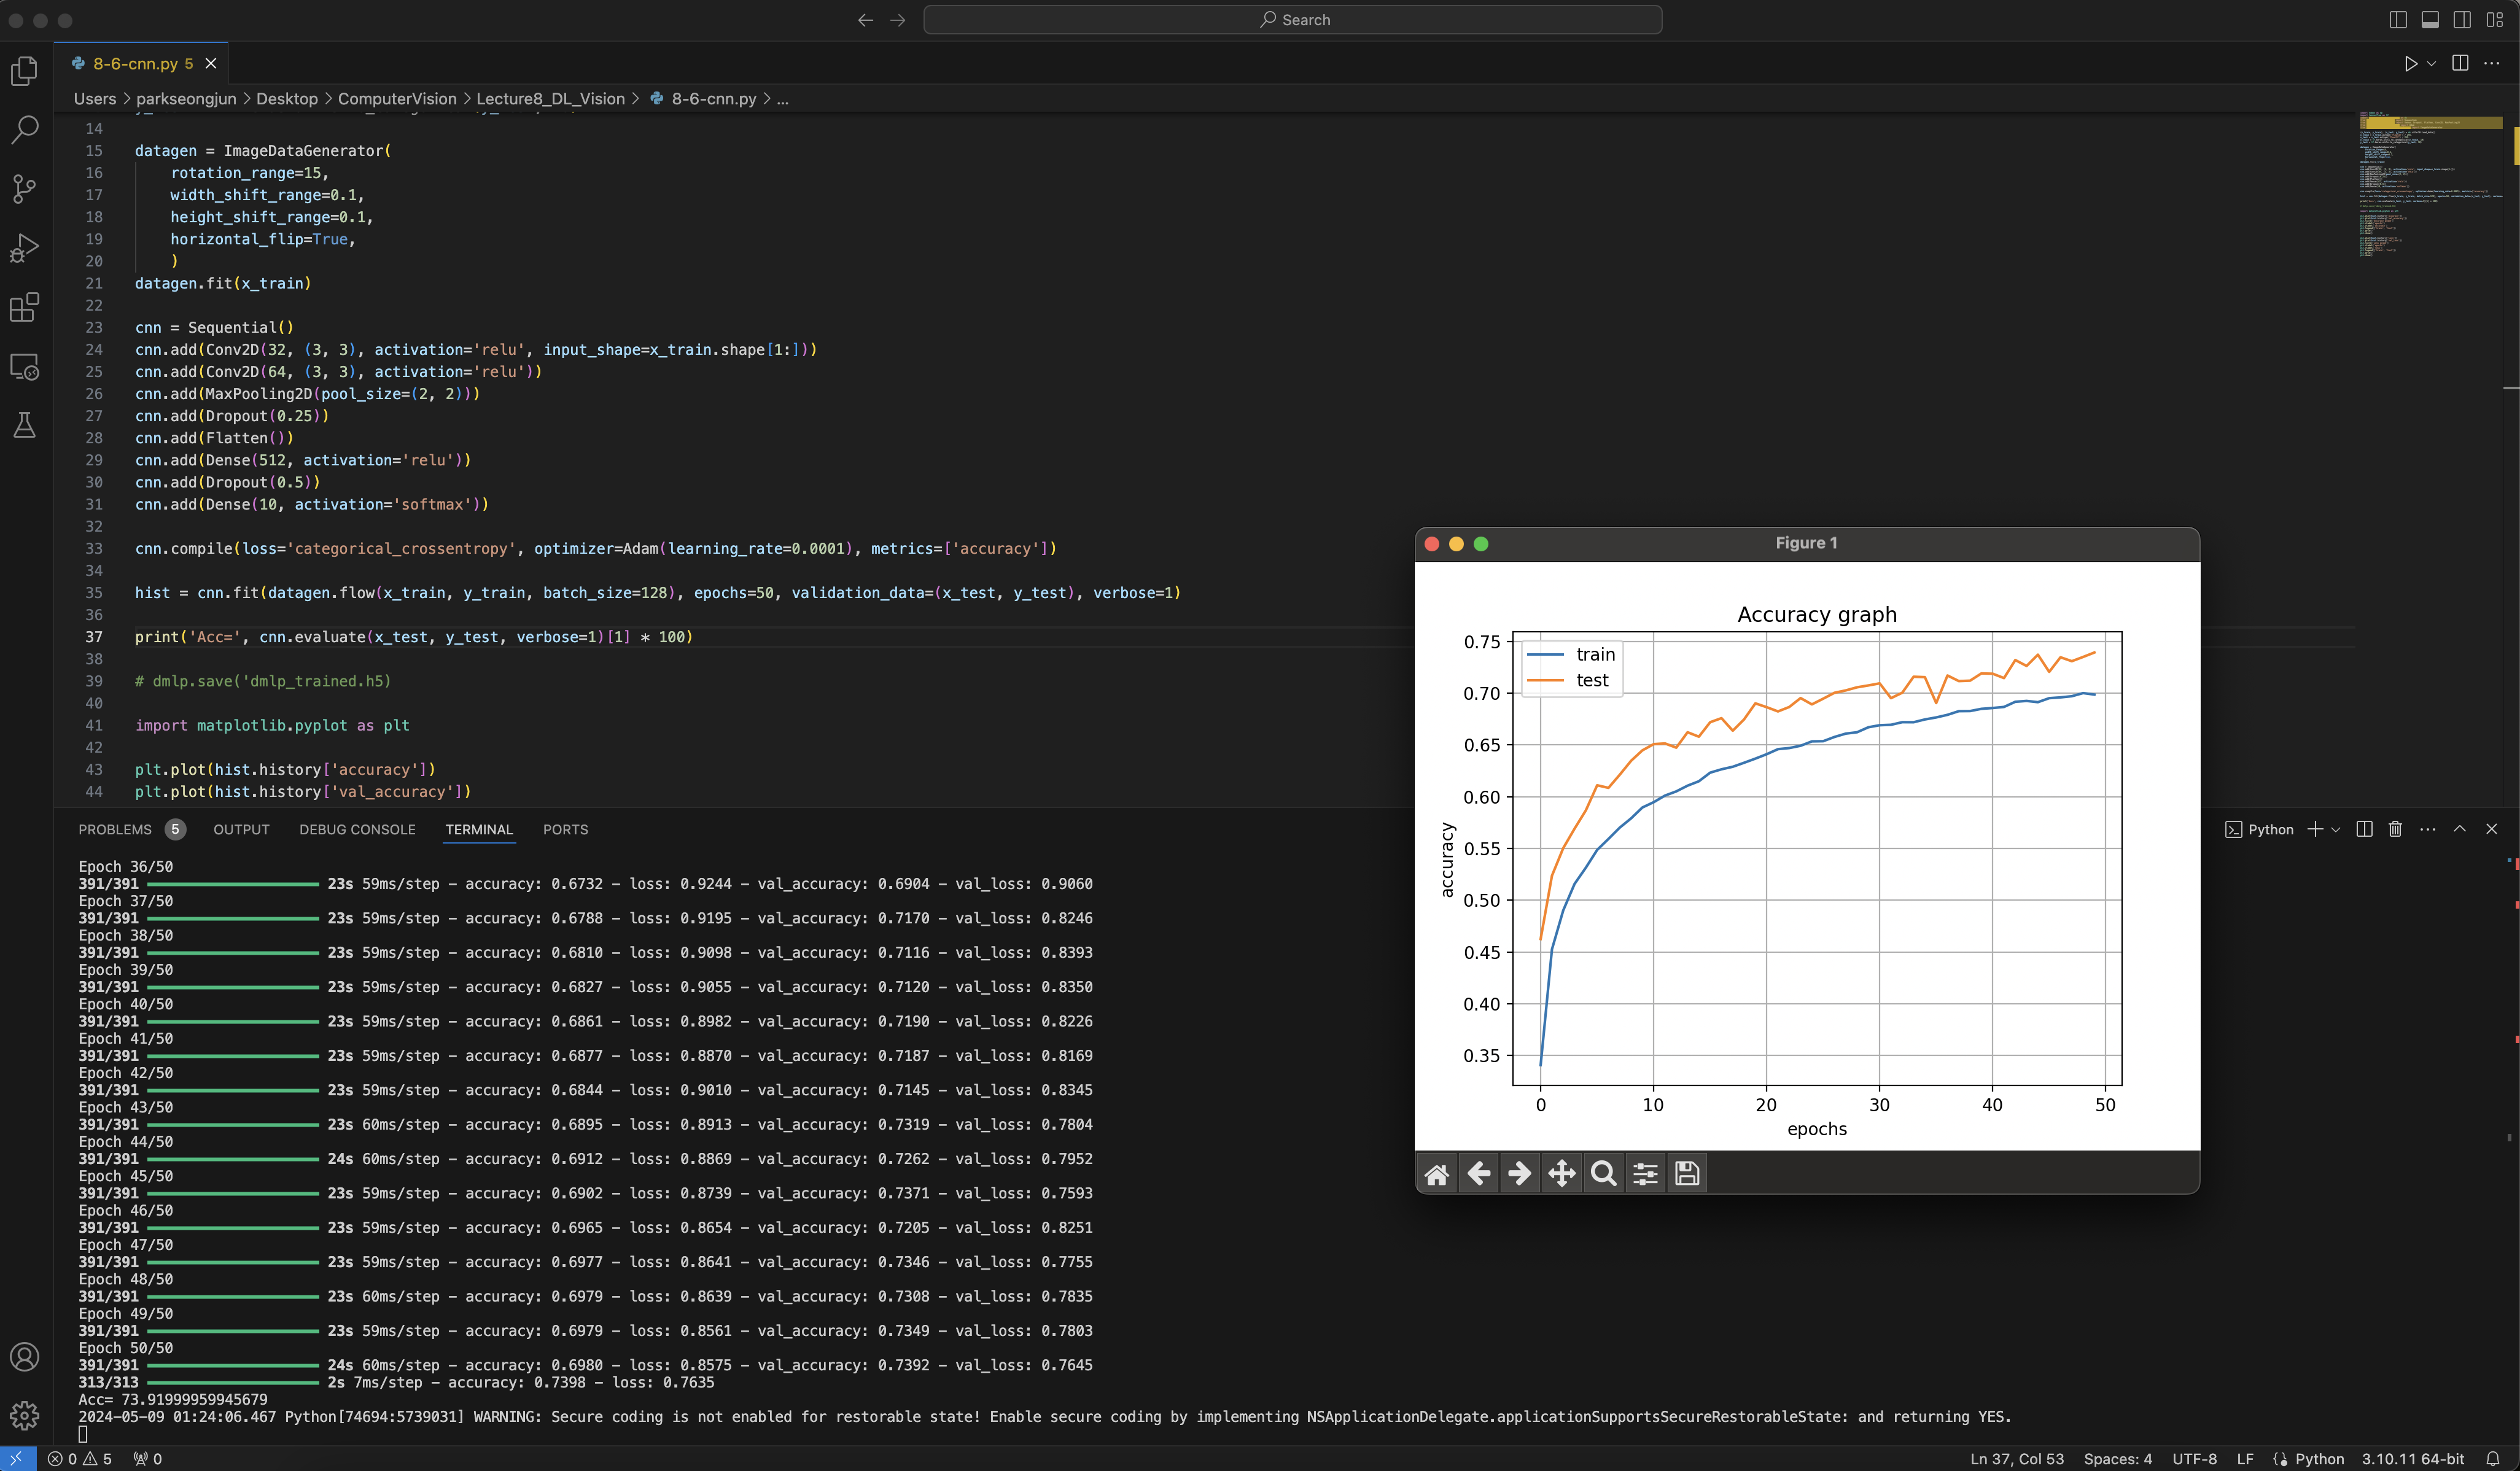 Search
8-6-cnn.py 5
Users > parkseongjun > Desktop > ComputerVision > Lecture8_DL_Vision > 8-6-cnn.py > ...
14
15 datagen = ImageDataGenerator(
16 rotation_range=15,
17 width_shift_range=0.1,
18 height_shift_range=0.1,
19 horizontal_flip=True,
20 )
21 datagen.fit(x_train)
22
23 cnn = Sequential()
24 cnn.add(Conv2D(32, (3, 3), activation='relu', input_shape=x_train.shape[1:]))
25 cnn.add(Conv2D(64, (3, 3), activation='relu'))
26 cnn.add(MaxPooling2D(pool_size=(2, 2)))
27 cnn.add(Dropout(0.25))
28 cnn.add(Flatten())
29 cnn.add(Dense(512, activation='relu'))
30 cnn.add(Dropout(0.5))
31 cnn.add(Dense(10, activation='softmax'))
32
33 cnn.compile(loss='categorical_crossentropy', optimizer=Adam(learning_rate=0.0001), metrics=['accuracy'])
34
35 hist = cnn.fit(datagen.flow(x_train, y_train, batch_size=128), epochs=50, validation_data=(x_test, y_test), verbose=1)
36
37 print('Acc=', cnn.evaluate(x_test, y_test, verbose=1)[1] * 100)
38
39 # dmlp.save('dmlp_trained.h5)
40
41 import matplotlib.pyplot as plt
42
43 plt.plot(hist.history['accuracy'])
44 plt.plot(hist.history['val_accuracy'])
Figure 1
Accuracy graph
train
test
0.75
0.70
0.65
0.60
0.55
0.50
0.45
0.40
0.35
accuracy
0 10 20 30 40 50
epochs
PROBLEMS 5 OUTPUT DEBUG CONSOLE TERMINAL PORTS
Python
Epoch 36/50
391/391 23s 59ms/step - accuracy: 0.6732 - loss: 0.9244 - val_accuracy: 0.6904 - val_loss: 0.9060
Epoch 37/50
391/391 23s 59ms/step - accuracy: 0.6788 - loss: 0.9195 - val_accuracy: 0.7170 - val_loss: 0.8246
Epoch 38/50
391/391 23s 59ms/step - accuracy: 0.6810 - loss: 0.9098 - val_accuracy: 0.7116 - val_loss: 0.8393
Epoch 39/50
391/391 23s 59ms/step - accuracy: 0.6827 - loss: 0.9055 - val_accuracy: 0.7120 - val_loss: 0.8350
Epoch 40/50
391/391 23s 59ms/step - accuracy: 0.6861 - loss: 0.8982 - val_accuracy: 0.7190 - val_loss: 0.8226
Epoch 41/50
391/391 23s 59ms/step - accuracy: 0.6877 - loss: 0.8870 - val_accuracy: 0.7187 - val_loss: 0.8169
Epoch 42/50
391/391 23s 59ms/step - accuracy: 0.6844 - loss: 0.9010 - val_accuracy: 0.7145 - val_loss: 0.8345
Epoch 43/50
391/391 23s 60ms/step - accuracy: 0.6895 - loss: 0.8913 - val_accuracy: 0.7319 - val_loss: 0.7804
Epoch 44/50
391/391 24s 60ms/step - accuracy: 0.6912 - loss: 0.8869 - val_accuracy: 0.7262 - val_loss: 0.7952
Epoch 45/50
391/391 23s 59ms/step - accuracy: 0.6902 - loss: 0.8739 - val_accuracy: 0.7371 - val_loss: 0.7593
Epoch 46/50
391/391 23s 59ms/step - accuracy: 0.6965 - loss: 0.8654 - val_accuracy: 0.7205 - val_loss: 0.8251
Epoch 47/50
391/391 23s 59ms/step - accuracy: 0.6977 - loss: 0.8641 - val_accuracy: 0.7346 - val_loss: 0.7755
Epoch 48/50
391/391 23s 60ms/step - accuracy: 0.6979 - loss: 0.8639 - val_accuracy: 0.7308 - val_loss: 0.7835
Epoch 49/50
391/391 23s 59ms/step - accuracy: 0.6979 - loss: 0.8561 - val_accuracy: 0.7349 - val_loss: 0.7803
Epoch 50/50
391/391 24s 60ms/step - accuracy: 0.6980 - loss: 0.8575 - val_accuracy: 0.7392 - val_loss: 0.7645
313/313 2s 7ms/step - accuracy: 0.7398 - loss: 0.7635
Acc= 73.91999959945679
2024-05-09 01:24:06.467 Python[74694:5739031] WARNING: Secure coding is not enabled for restorable state! Enable secure coding by implementing NSApplicationDelegate.applicationSupportsSecureRestorableState: and returning YES.
0 5 0
Ln 37, Col 53 Spaces: 4 UTF-8 LF Python 3.10.11 64-bit